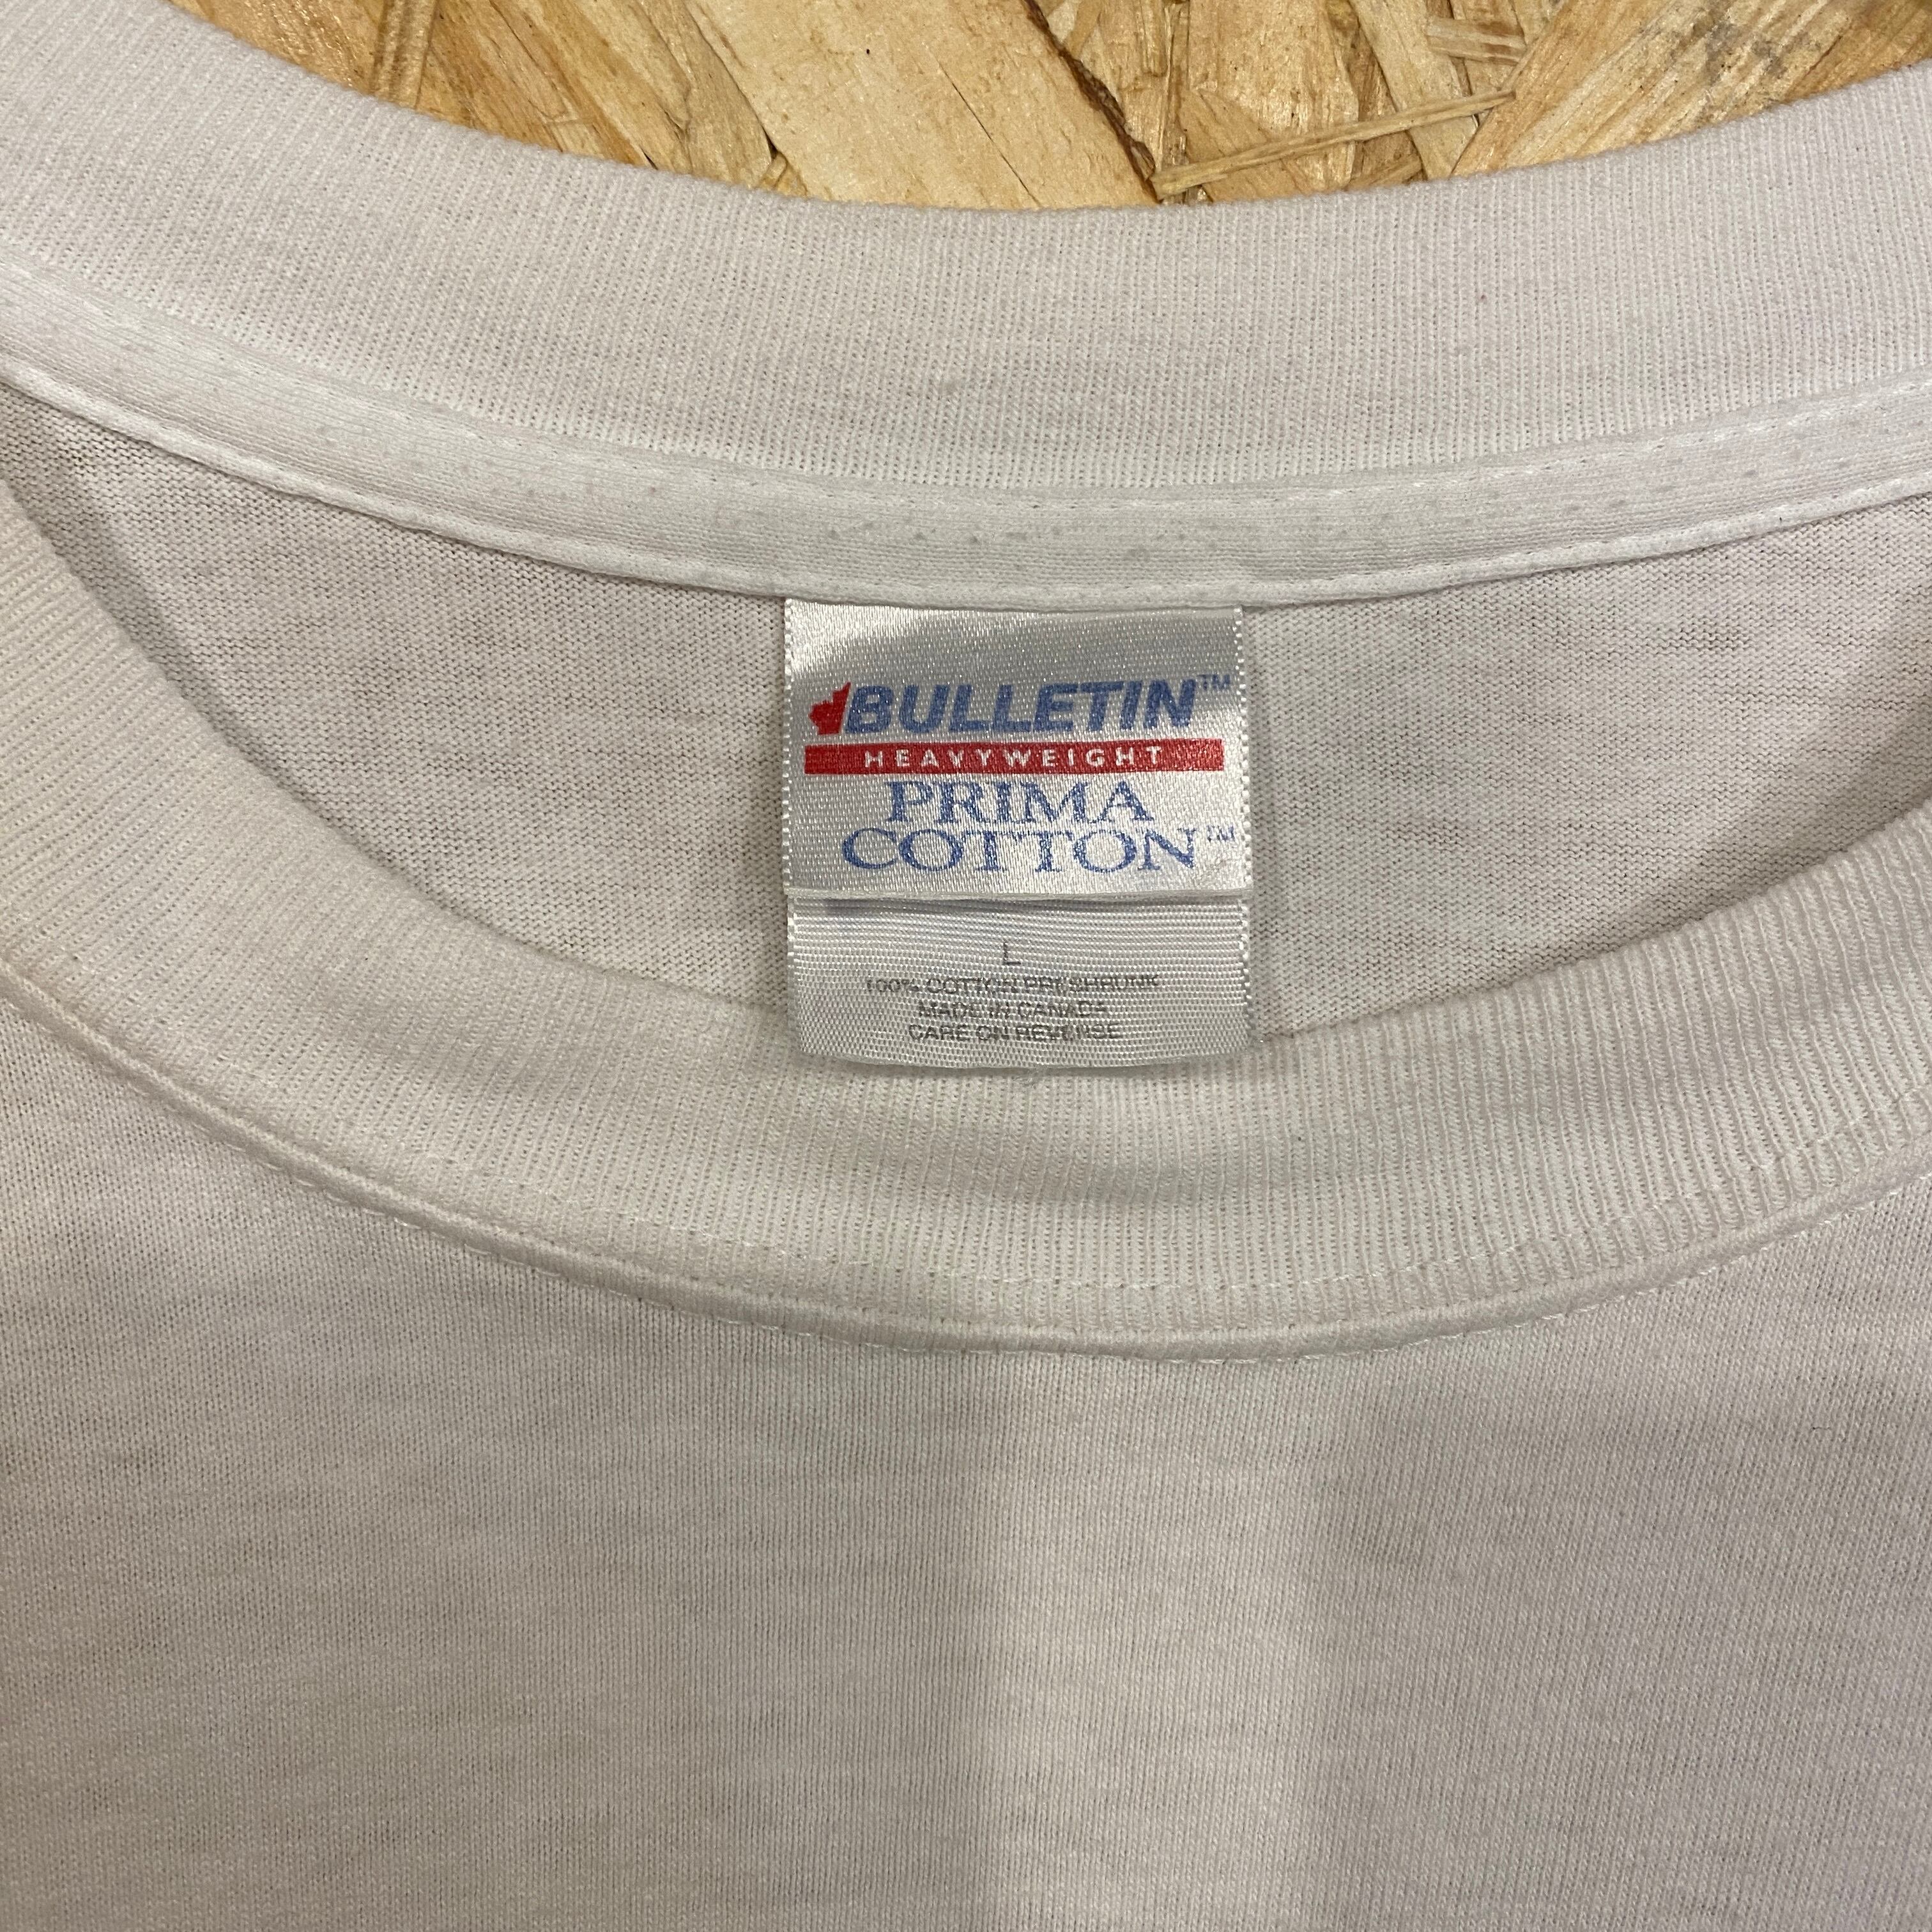 BULLETIN™
HEAVYWEIGHT
PRIMA
COTTON™
L
100% COTTON PRESHRUNK
MADE IN CANADA
CARE ON REVERSE